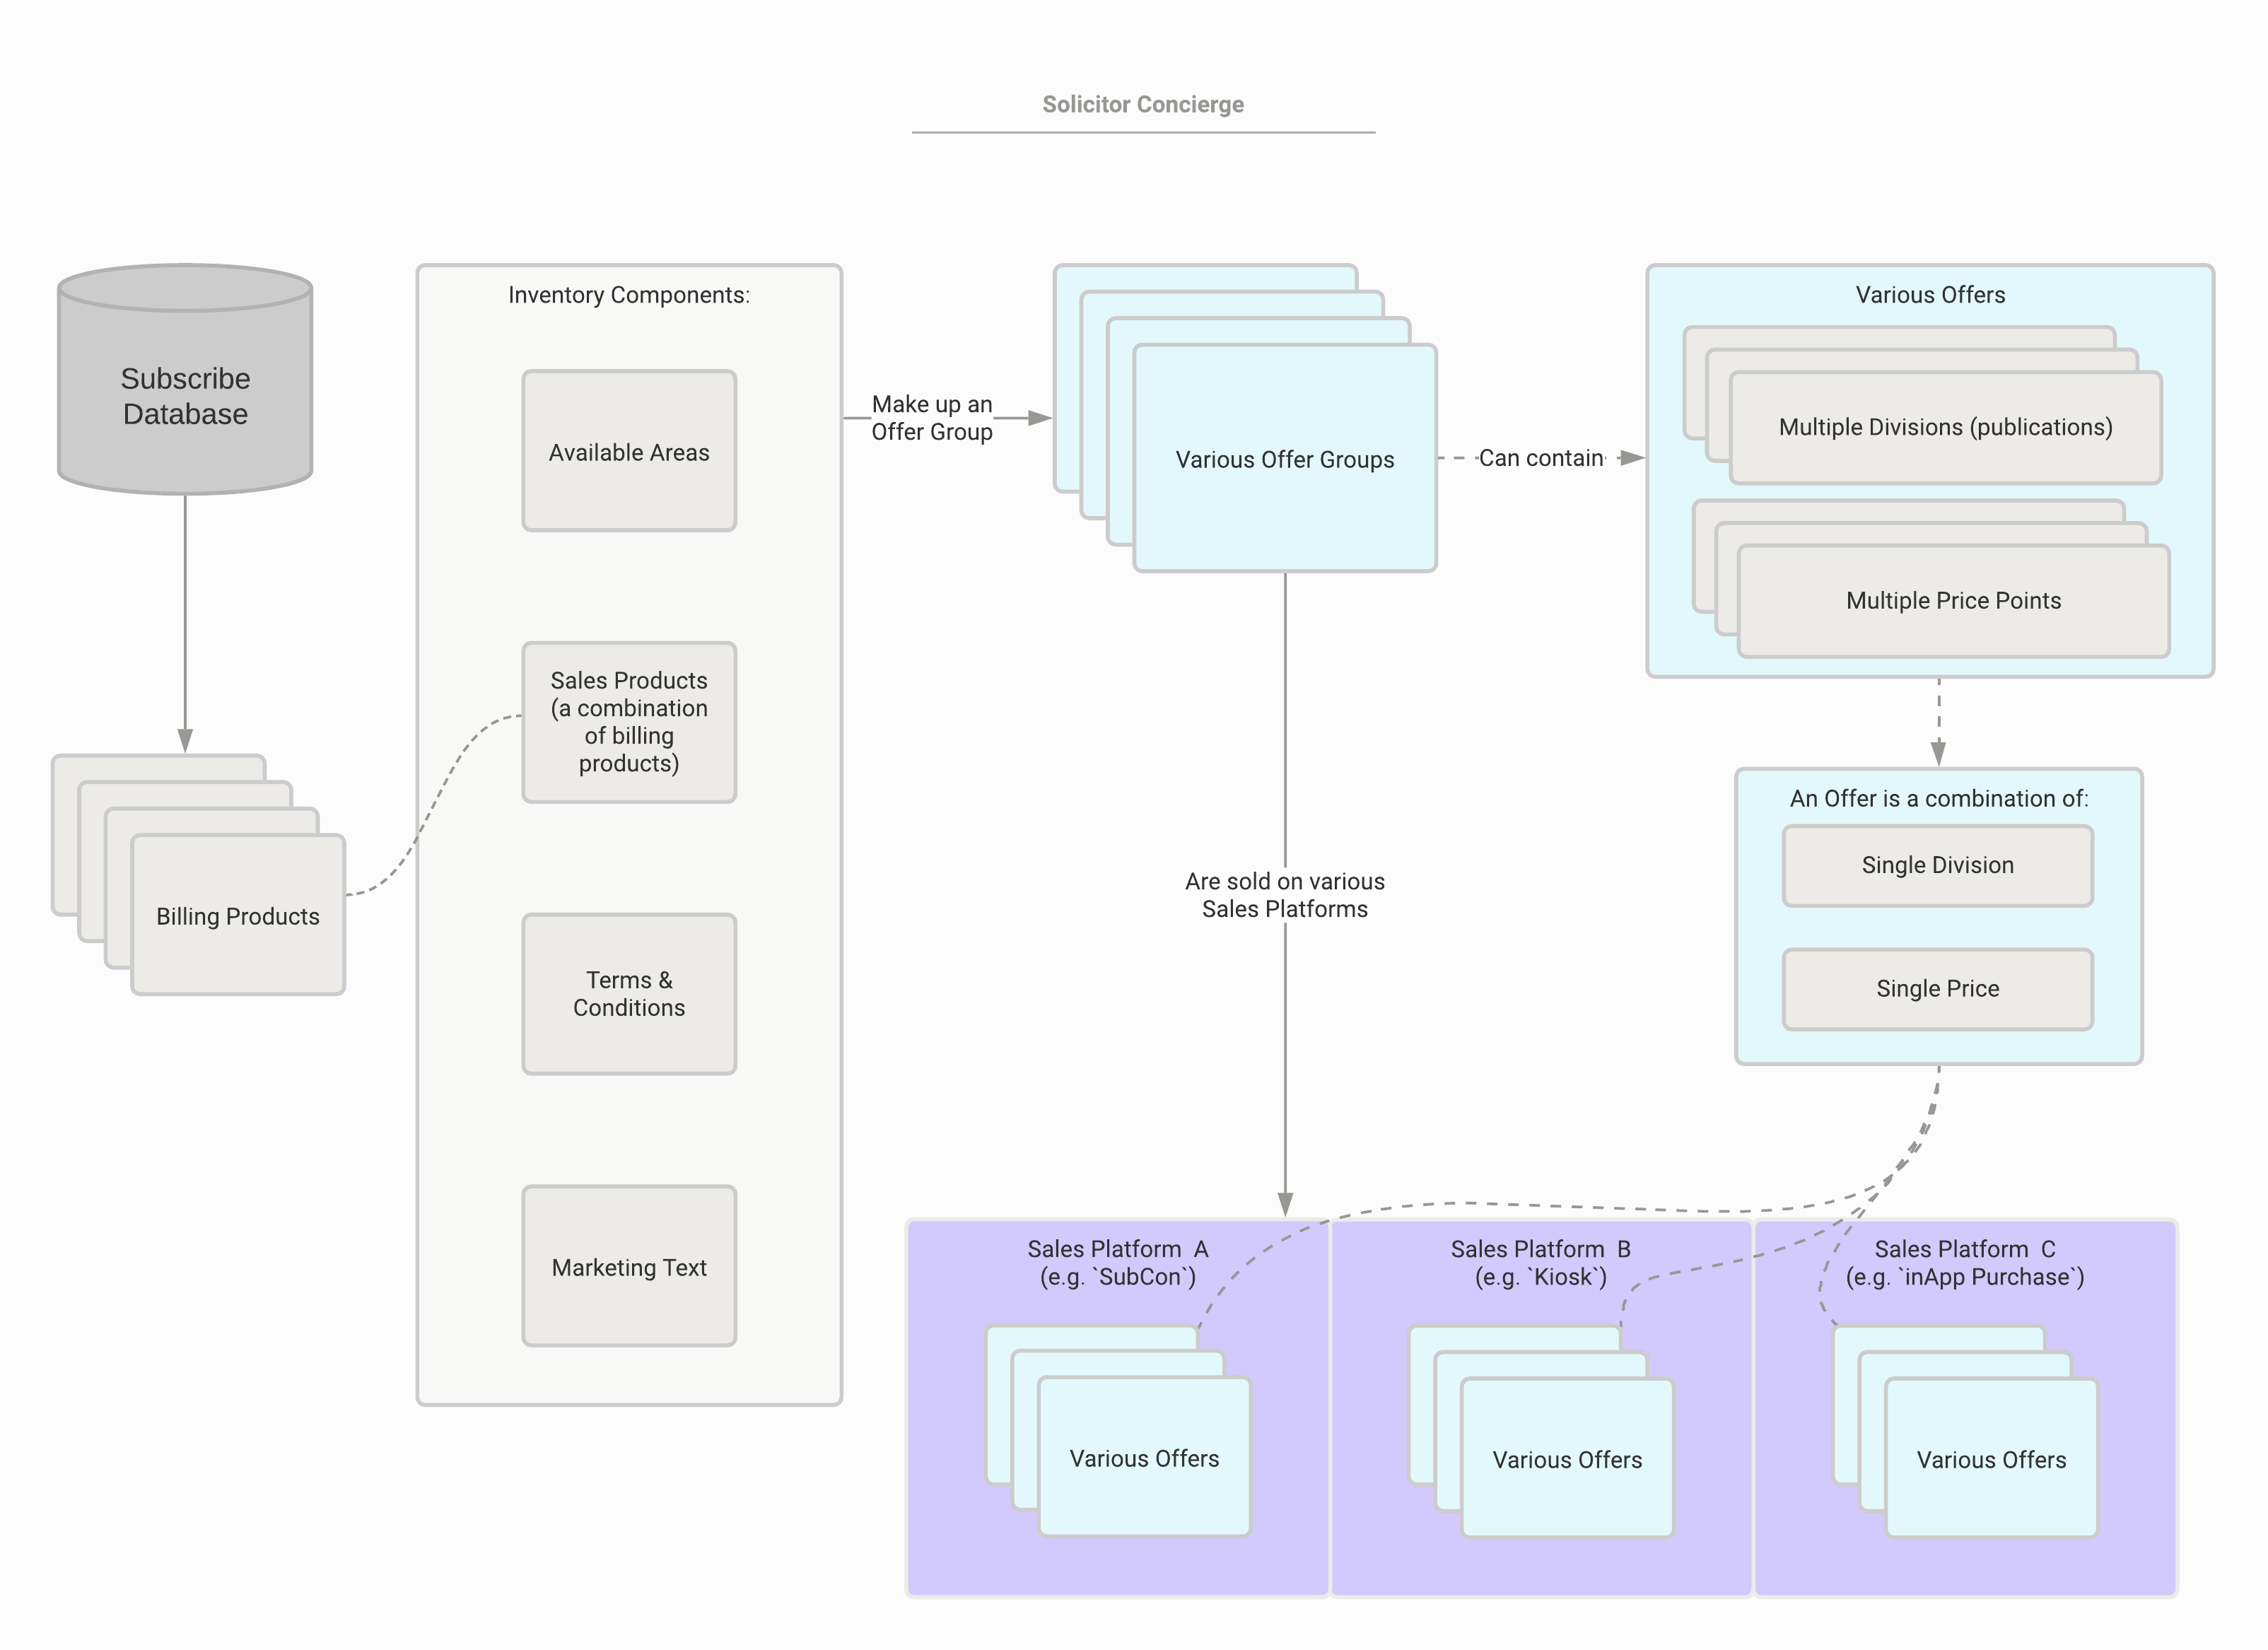 Solicitor Concierge
Subscribe
Database
Billing Products
Inventory Components:
Available Areas
Sales Products
(a combination
of billing
products)
Terms &
Conditions
Marketing Text
Make up an
Offer Group
Various Offer Groups
Can contain
Various Offers
Multiple Divisions (publications)
Multiple Price Points
An Offer is a combination of:
Single Division
Single Price
Are sold on various
Sales Platforms
Sales Platform  A
(e.g. `SubCon`)
Various Offers
Sales Platform  B
(e.g. `Kiosk`)
Various Offers
Sales Platform  C
(e.g. `inApp Purchase`)
Various Offers